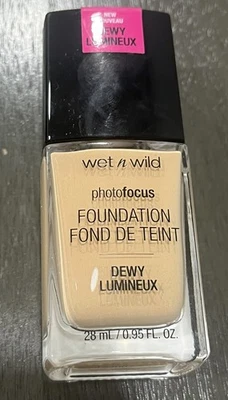 NEW
NOUVEAU
DEWY
LUMINEUX
wet n wild
photofocus
FOUNDATION
FOND DE TEINT
DEWY
LUMINEUX
28 mL / 0.95 FL. OZ.